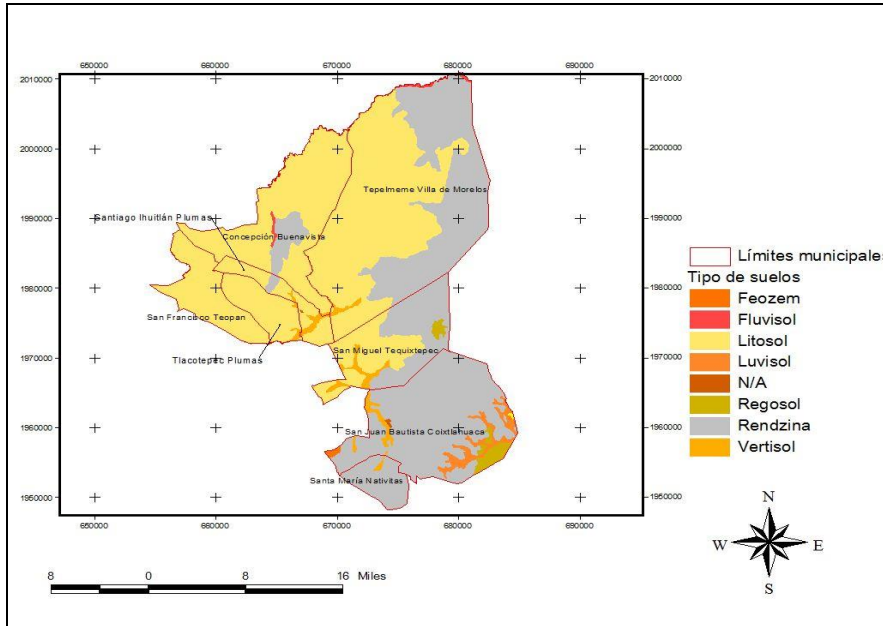 650000 660000 670000 680000 690000
2010000 2010000
2000000 2000000
Tepelmeme Villa de Morelos
1990000 1990000
Santiago Ihuitlán Plumas
Concepción Buenavista
1980000 1980000
San Francisco Teopan
Tlacotepec Plumas
San Miguel Tequixtepec
1970000 1970000
1960000 1960000
San Juan Bautista Coixtlahuaca
Santa María Nativitas
1950000 1950000
650000 660000 670000 680000 690000
Límites municipales
Tipo de suelos
Feozem
Fluvisol
Litosol
Luvisol
N/A
Regosol
Rendzina
Vertisol
N
W E
S
8 0 8 16 Miles